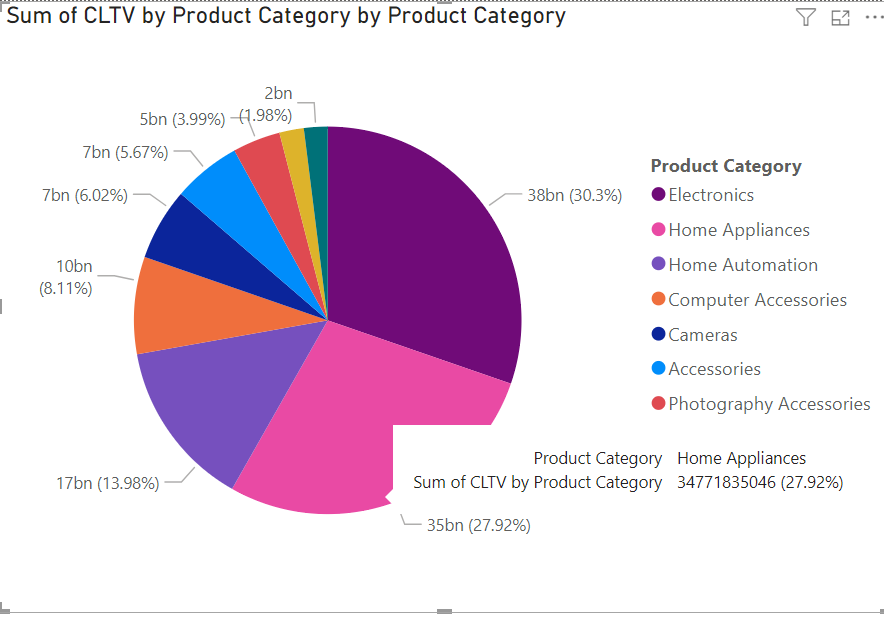 Sum of CLTV by Product Category by Product Category
2bn
(1.98%)
5bn (3.99%)
7bn (5.67%)
7bn (6.02%)
10bn
(8.11%)
17bn (13.98%)
38bn (30.3%)
35bn (27.92%)
Product Category
Electronics
Home Appliances
Home Automation
Computer Accessories
Cameras
Accessories
Photography Accessories
Product Category Home Appliances
Sum of CLTV by Product Category 34771835046 (27.92%)